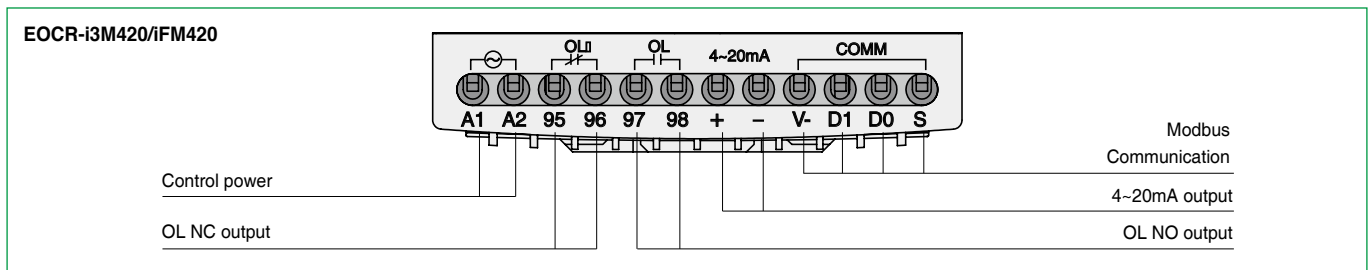 EOCR-i3M420/iFM420
OL OL 4~20mA COMM
A1 A2 95 96 97 98 + – V- D1 D0 S
Modbus
Communication
Control power
4~20mA output
OL NC output
OL NO output